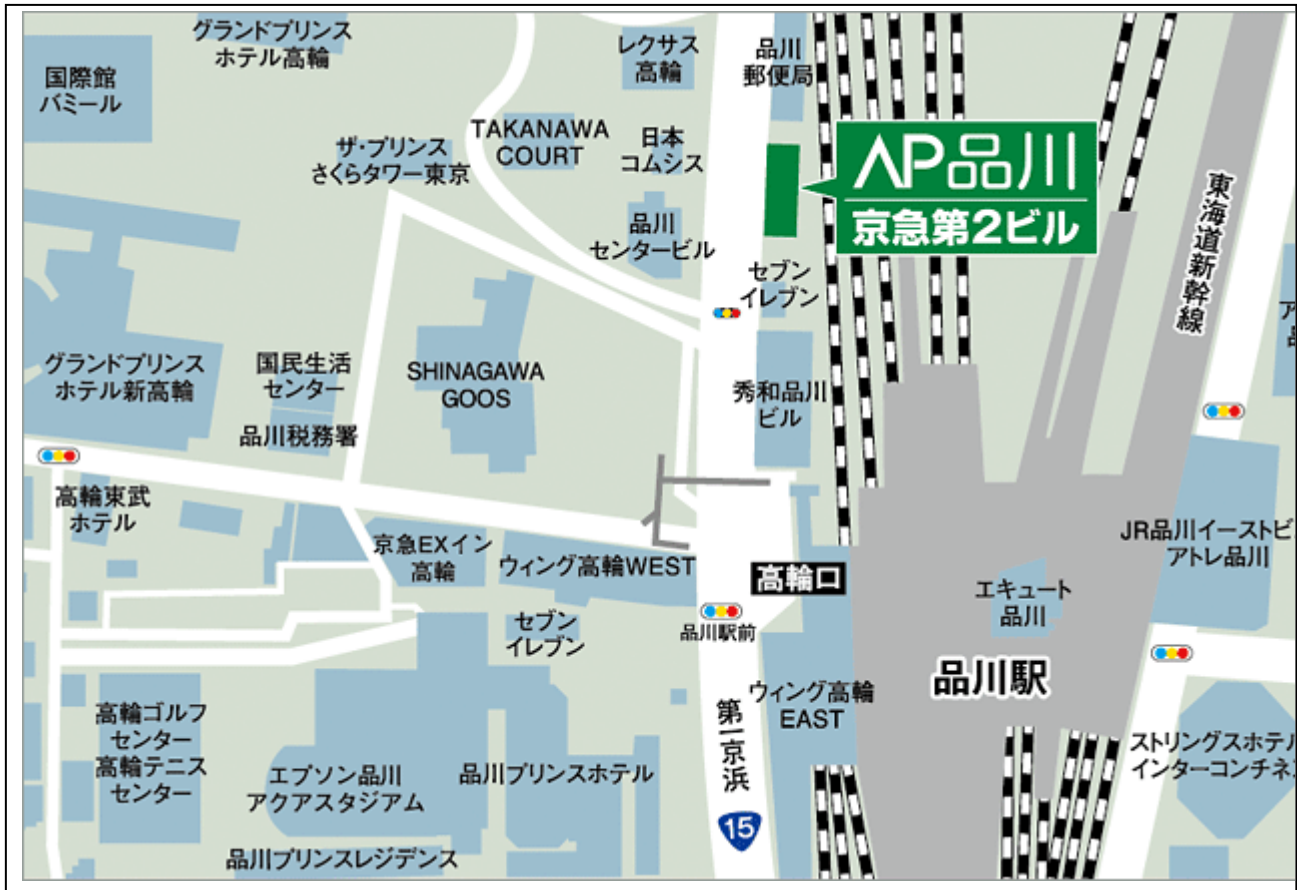 グランドプリンス
ホテル高輪
国際館
パミール
レクサス
高輪
品川
郵便局
TAKANAWA
COURT
日本
コムシス
ザ・プリンス
さくらタワー東京
AP品川
京急第2ビル
品川
センタービル
セブン
イレブン
東海道新幹線
ア
品
グランドプリンス
ホテル新高輪
国民生活
センター
SHINAGAWA
GOOS
秀和品川
ビル
品川税務署
高輪東武
ホテル
京急EXイン
高輪
ウィング高輪WEST
高輪口
JR品川イーストビ
アトレ品川
エキュート
品川
セブン
イレブン
品川駅前
品川駅
ウィング高輪
EAST
第一京浜
15
高輪ゴルフ
センター
高輪テニス
センター
エプソン品川
アクアスタジアム
品川プリンスホテル
ストリングスホテル
インターコンチネ
品川プリンスレジデンス